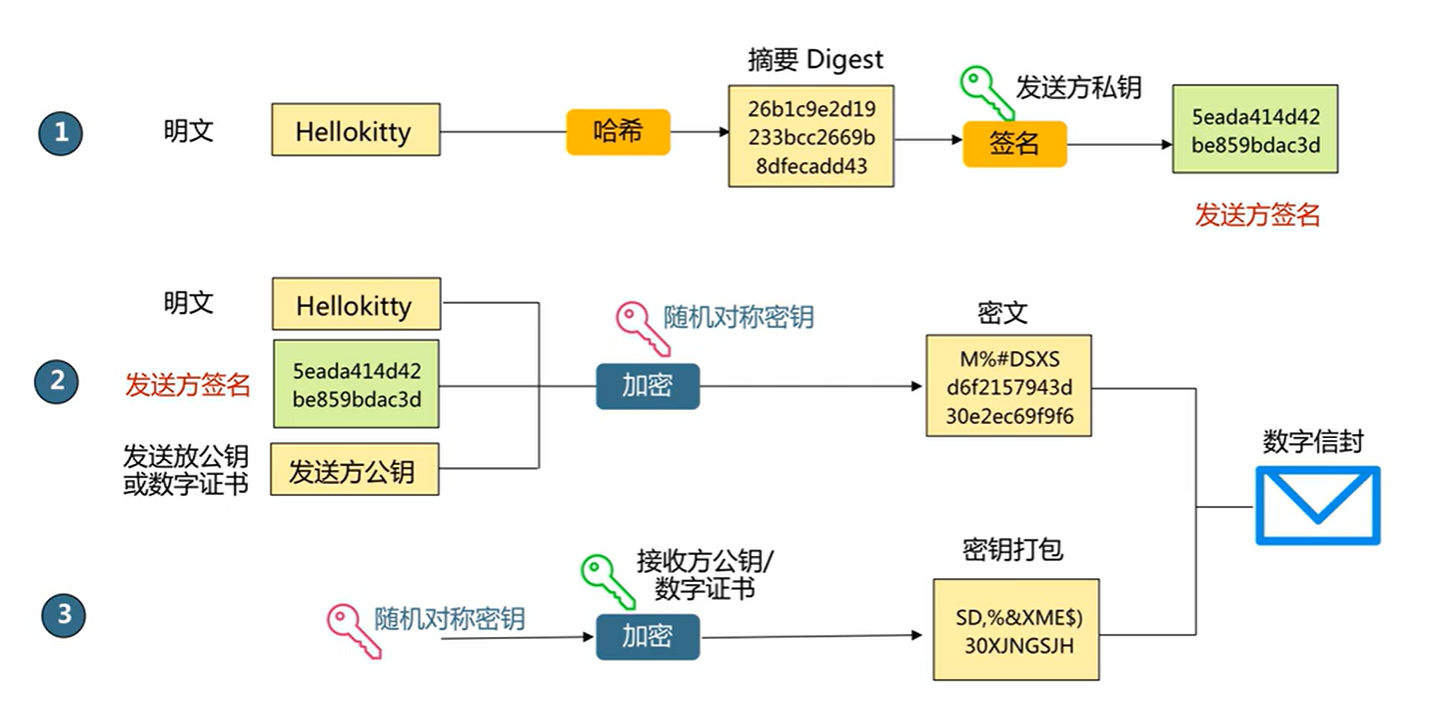 摘要 Digest
1
明文
Hellokitty
哈希
26b1c9e2d19
233bcc2669b
8dfecadd43
发送方私钥
签名
5eada414d42
be859bdac3d
发送方签名
2
明文
Hellokitty
发送方签名
5eada414d42
be859bdac3d
发送放公钥
或数字证书
发送方公钥
随机对称密钥
加密
密文
M%#DSXS
d6f2157943d
30e2ec69f9f6
数字信封
3
随机对称密钥
接收方公钥/
数字证书
加密
密钥打包
SD,%&XME$)
30XJNGSJH